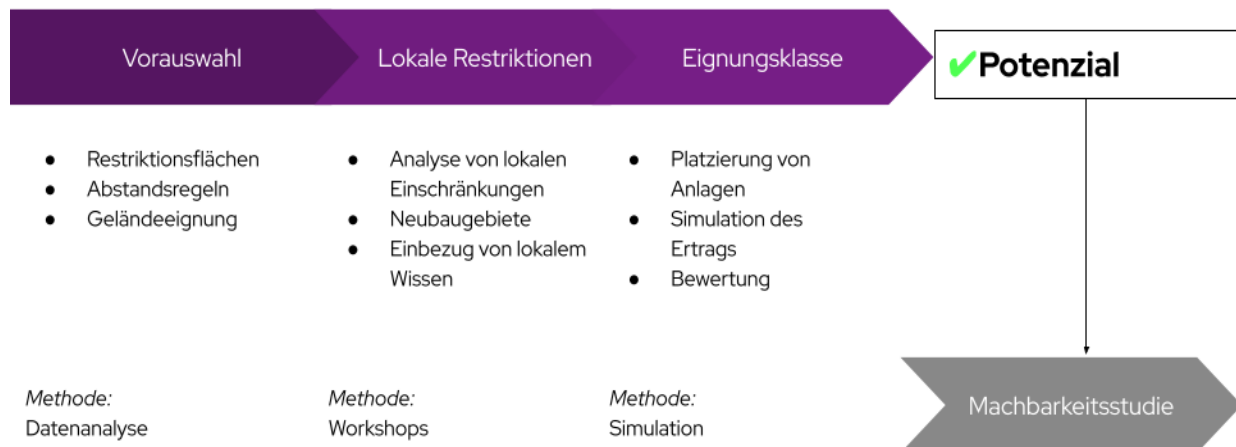 Vorauswahl
Lokale Restriktionen
Eignungsklasse
✔Potenzial
● Restriktionsflächen
● Abstandsregeln
● Geländeeignung
● Analyse von lokalen
Einschränkungen
● Neubaugebiete
● Einbezug von lokalem
Wissen
● Platzierung von
Anlagen
● Simulation des
Ertrags
● Bewertung
Methode:
Datenanalyse
Methode:
Workshops
Methode:
Simulation
Machbarkeitsstudie